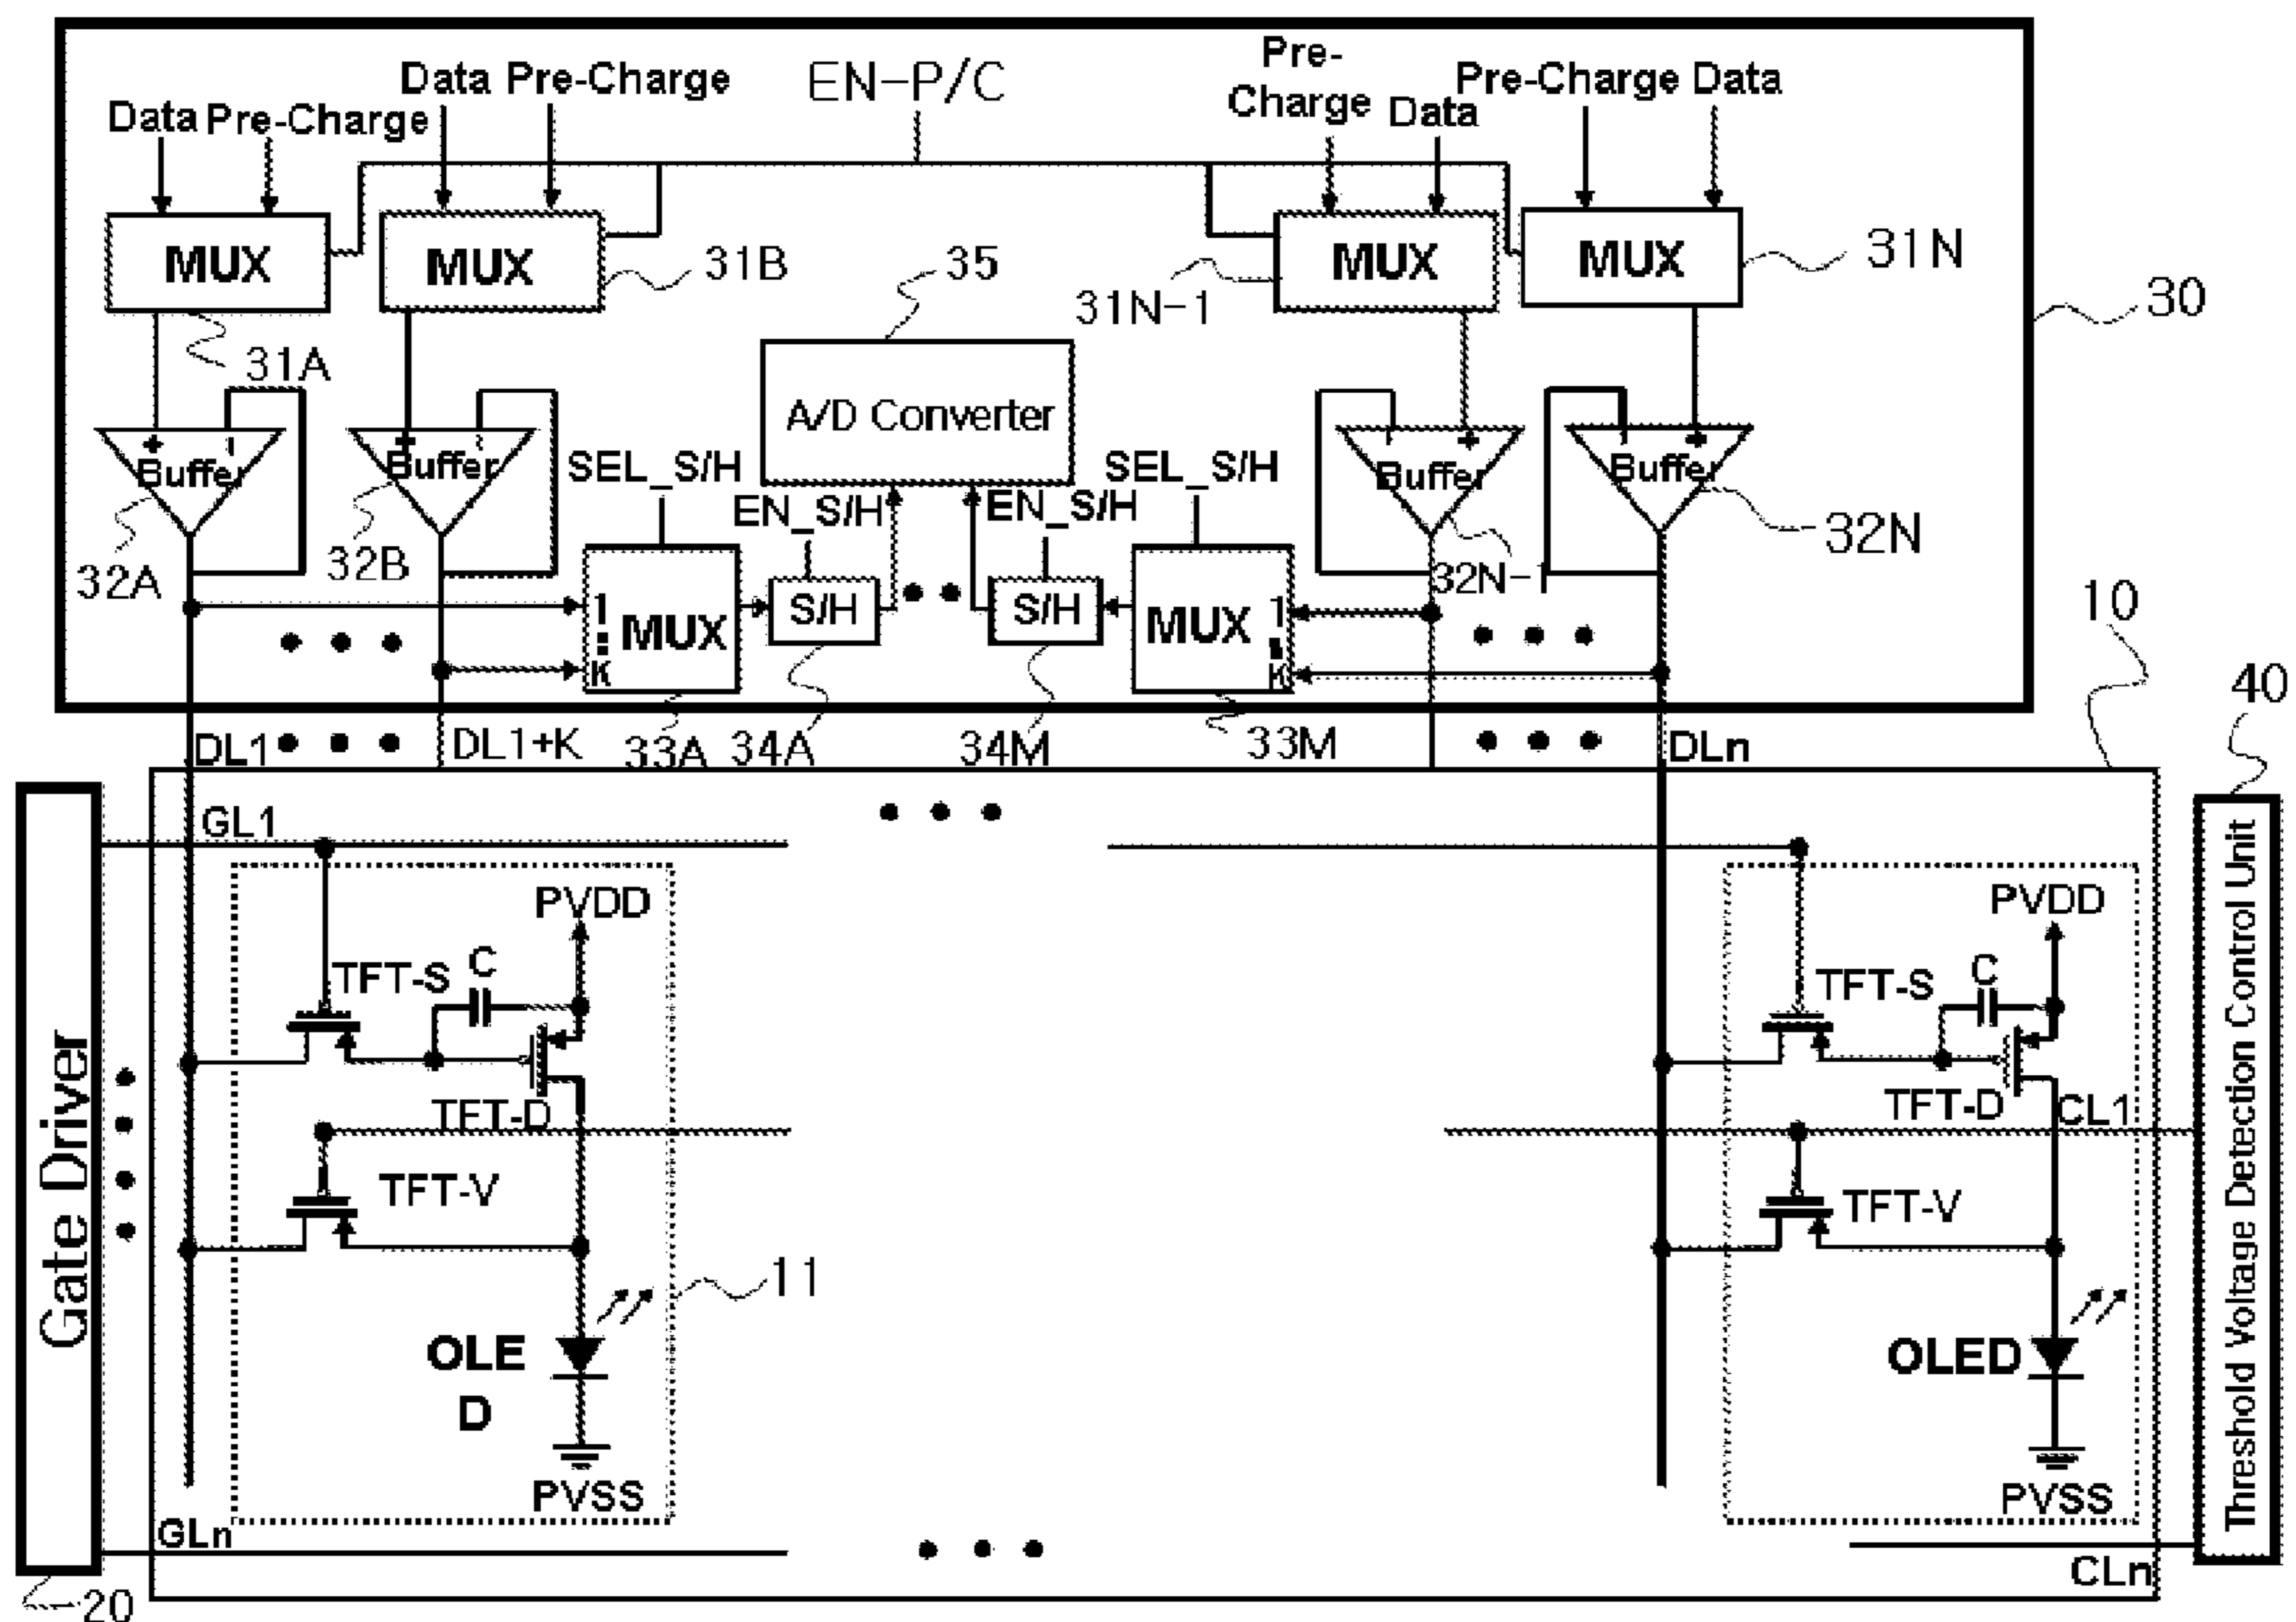 Data Pre-Charge
Data Pre-Charge
EN-P/C
Pre-
Charge Data
Pre-Charge Data
MUX
MUX
MUX
MUX
31A
31B
35
31N-1
31N
30
A/D Converter
+ -
Buffer
+ -
Buffer
- +
Buffer
- +
Buffer
32A
32B
32N-1
32N
SEL_S/H
EN_S/H
EN_S/H
SEL_S/H
1
K
MUX
S/H
S/H
MUX
1
K
10
40
DL1
DL1+K
33A
34A
34M
33M
DLn
Gate Driver
GL1
PVDD
TFT-S
C
TFT-D
TFT-V
11
OLE
D
PVSS
GLn
20
PVDD
TFT-S
C
TFT-D
CL1
TFT-V
OLED
PVSS
CLn
Threshold Voltage Detection Control Unit